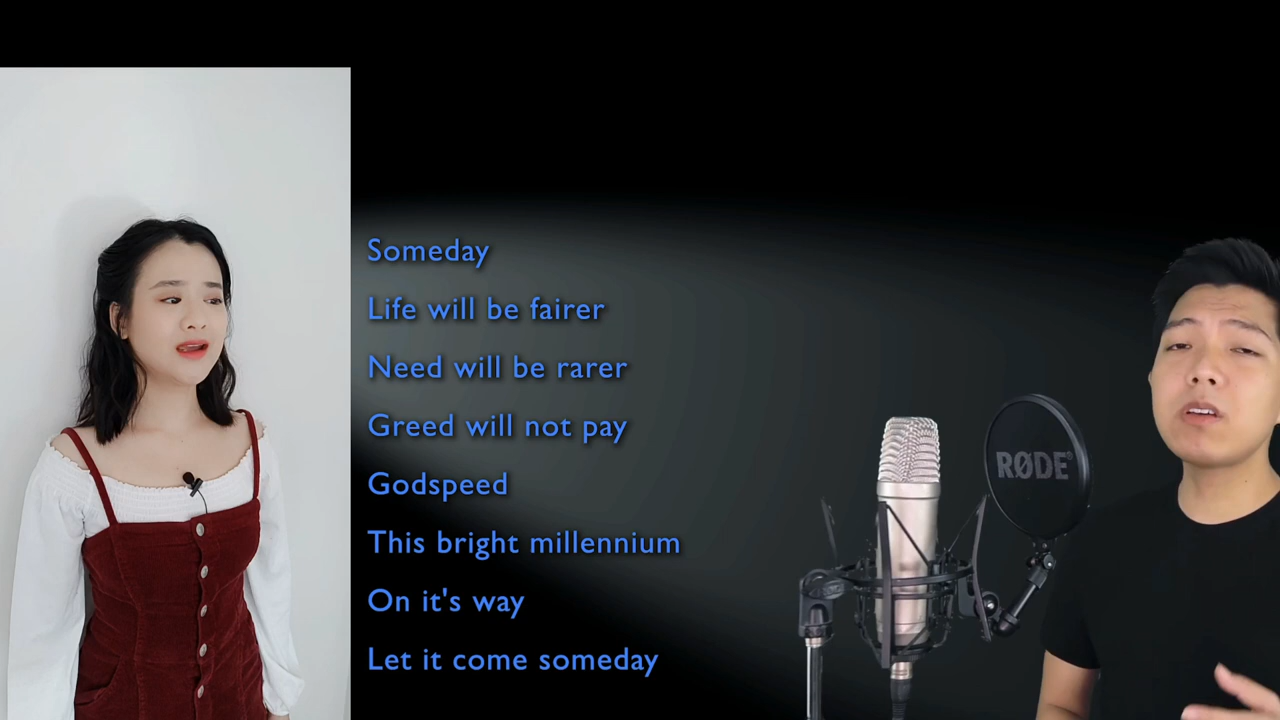 Someday
Life will be fairer
Need will be rarer
Greed will not pay
Godspeed
This bright millennium
On it's way
Let it come someday
RØDE®